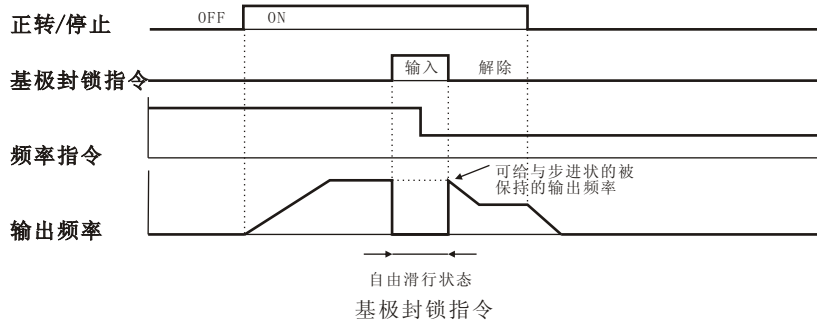 正转/停止
OFF ON
基极封锁指令
输入 解除
频率指令
可给与步进状的被
保持的输出频率
输出频率
自由滑行状态
基极封锁指令